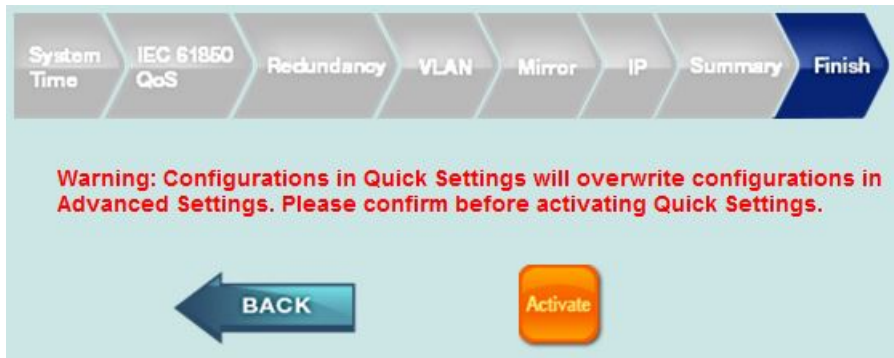 System Time
IEC 61850 QoS
Redundancy
VLAN
Mirror
IP
Summary
Finish
Warning: Configurations in Quick Settings will overwrite configurations in
Advanced Settings. Please confirm before activating Quick Settings.
BACK
Activate